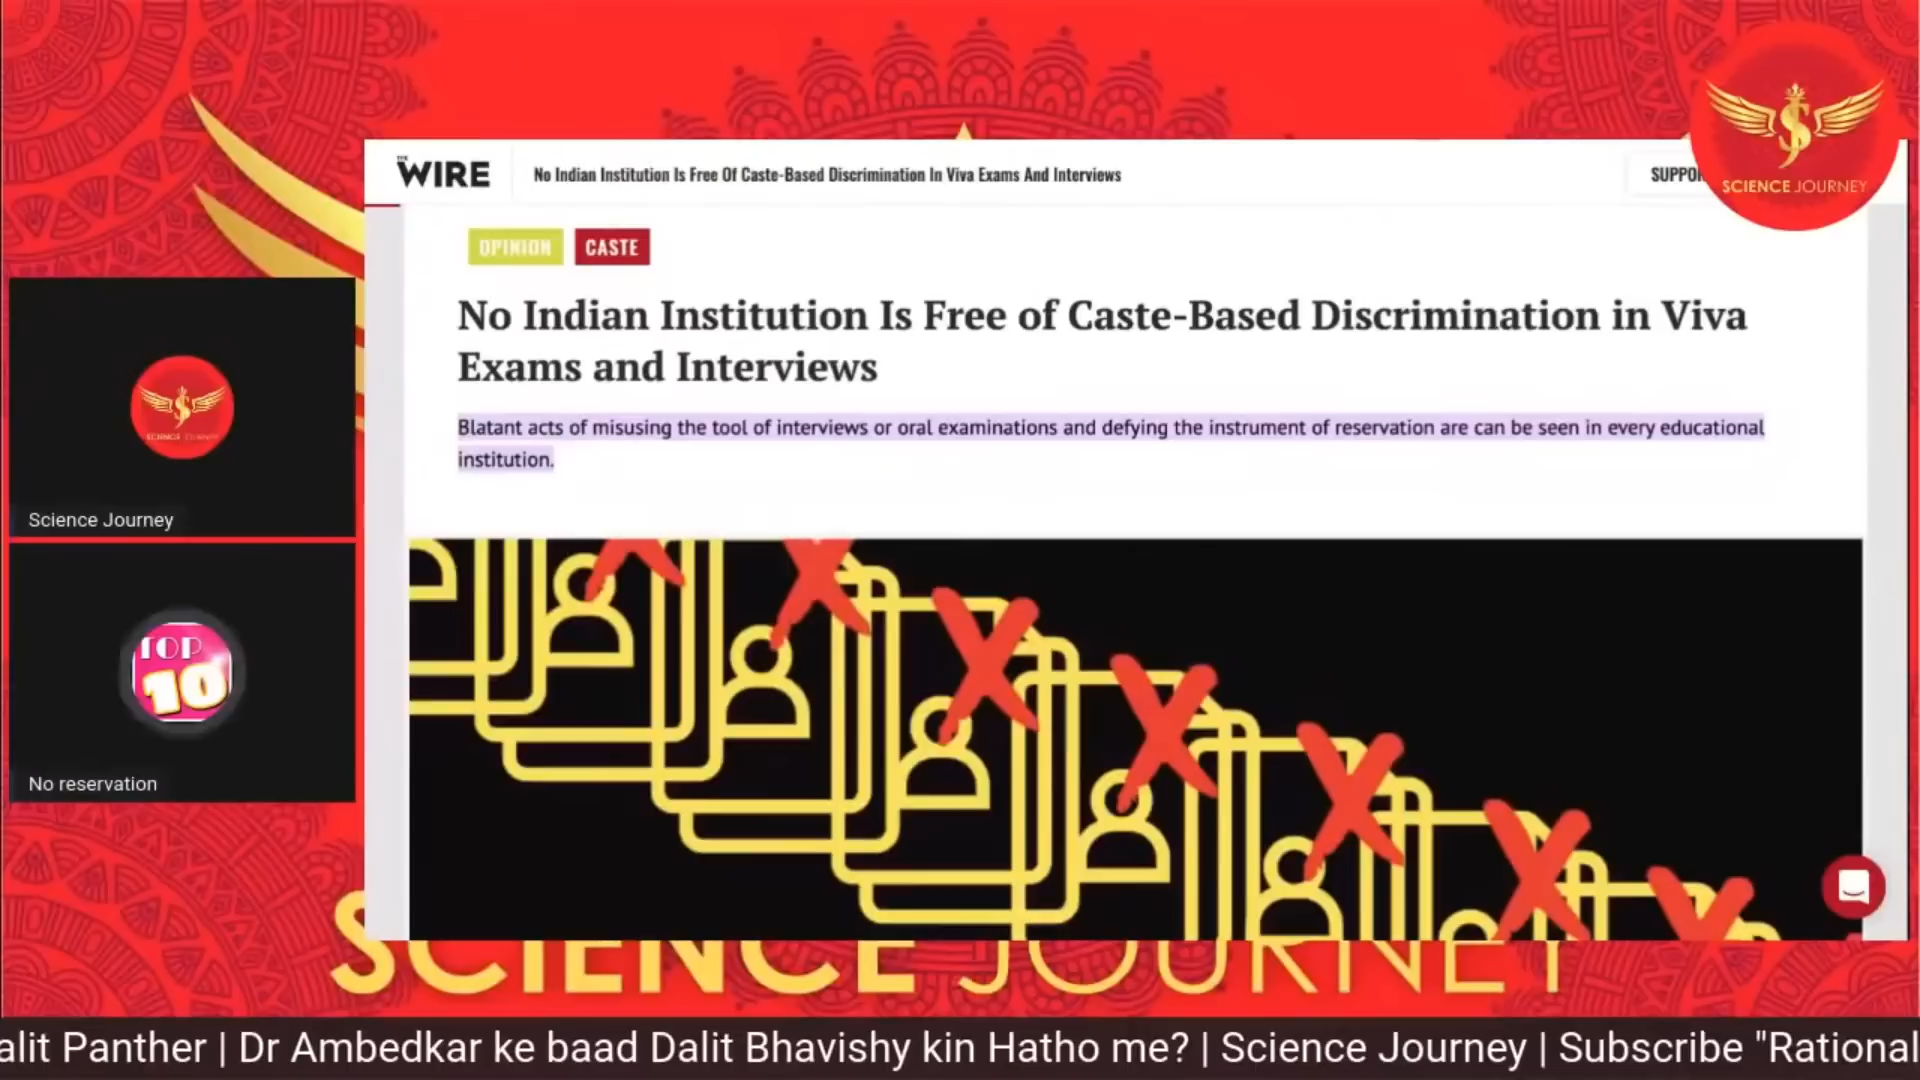 THE WIRE
No Indian Institution Is Free Of Caste-Based Discrimination In Viva Exams And Interviews
SCIENCE JOURNEY
OPINION
CASTE
No Indian Institution Is Free of Caste-Based Discrimination in Viva
Exams and Interviews
Blatant acts of misusing the tool of interviews or oral examinations and defying the instrument of reservation are can be seen in every educational
institution.
SCIENCE JOURNEY
Science Journey
TOP
10
No reservation
SCIENCE JOURNEY
Panther | Dr Ambedkar ke baad Dalit Bhavishy kin Hatho me? | Science Journey | Subscribe "Rational